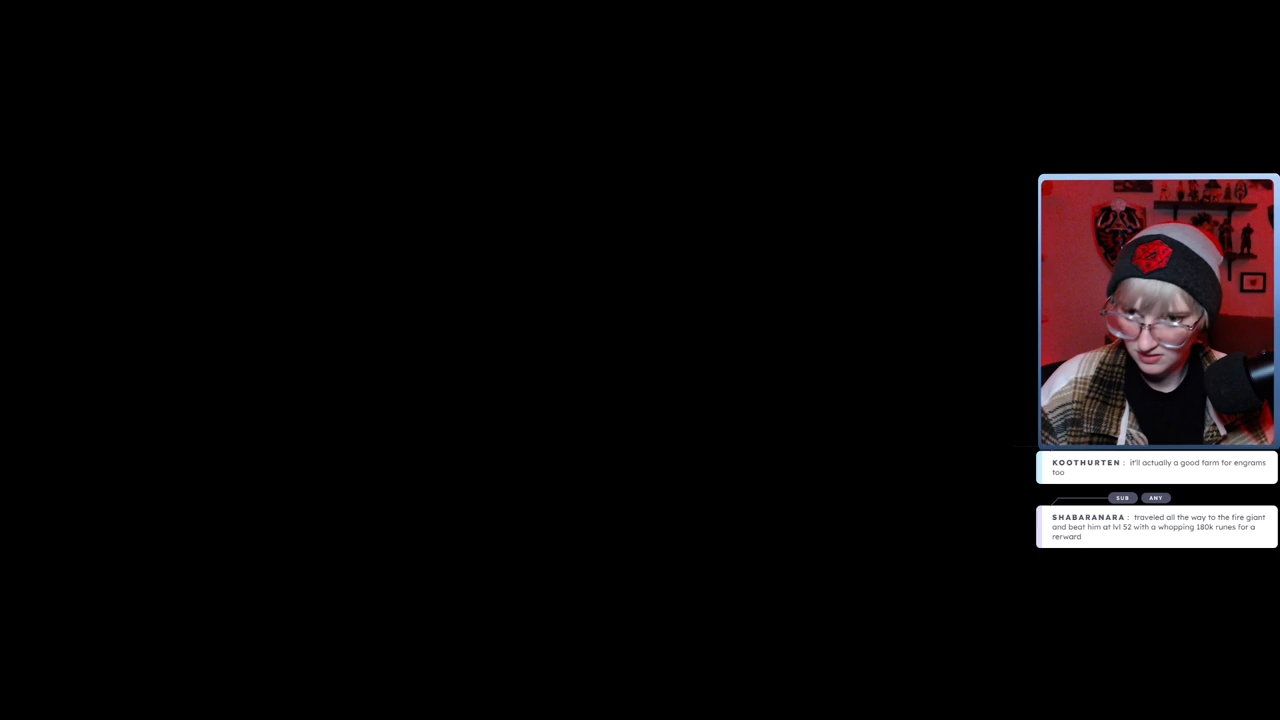 KOOTHURTEN : it'll actually a good farm for engrams
too
SUB ANY
SHABARANARA : traveled all the way to the fire giant
and beat him at lvl 52 with a whopping 180k runes for a
rerward